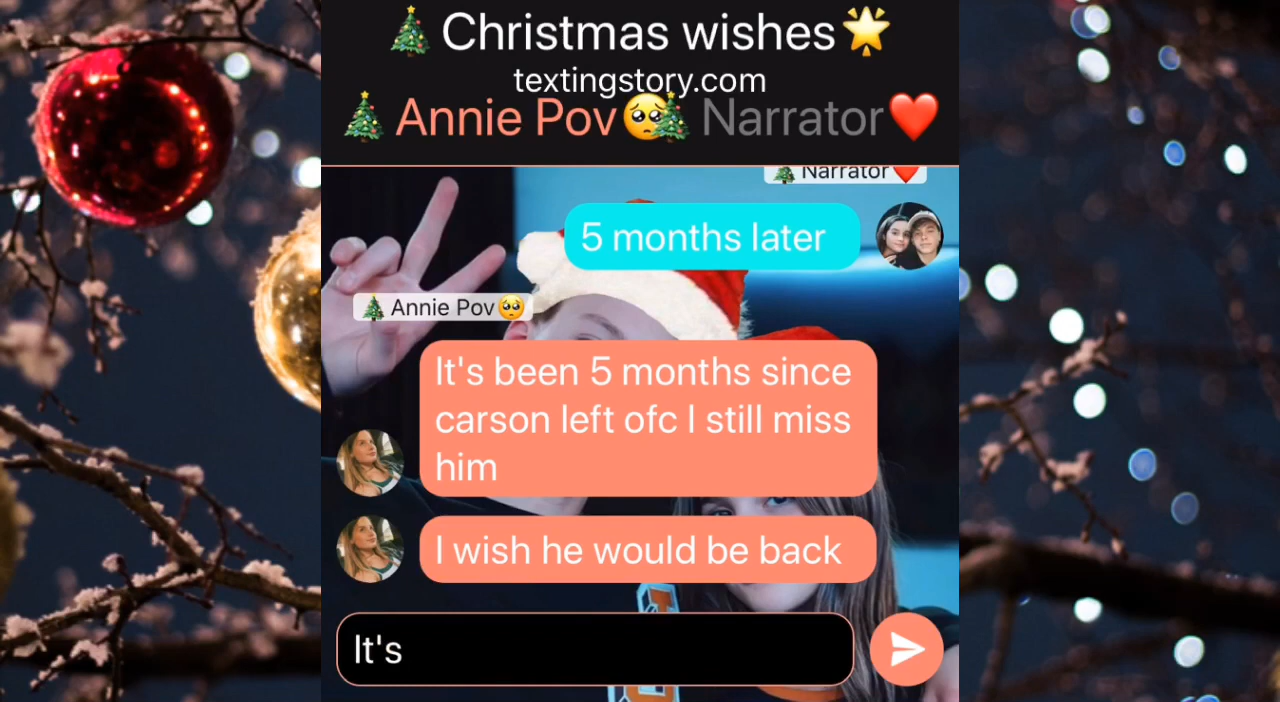 🎄Christmas wishes🌟
textingstory.com
🎄Annie Pov🥺🎄Narrator❤️
🎄Narrator❤️
5 months later
🎄Annie Pov🥺
It's been 5 months since
carson left ofc I still miss
him
I wish he would be back
It's